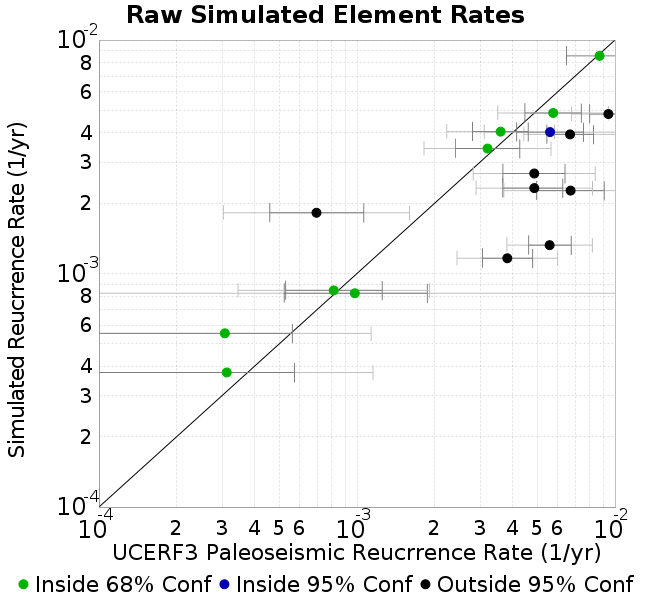 Raw Simulated Element Rates
10-2
8
6
4
3
2
10-3
8
6
4
3
2
10-4
Simulated Reucrrence Rate (1/yr)
10-4 2 3 4 5 6 10-3 2 3 4 5 6 10-2
UCERF3 Paleoseismic Reucrrence Rate (1/yr)
Inside 68% Conf Inside 95% Conf Outside 95% Conf